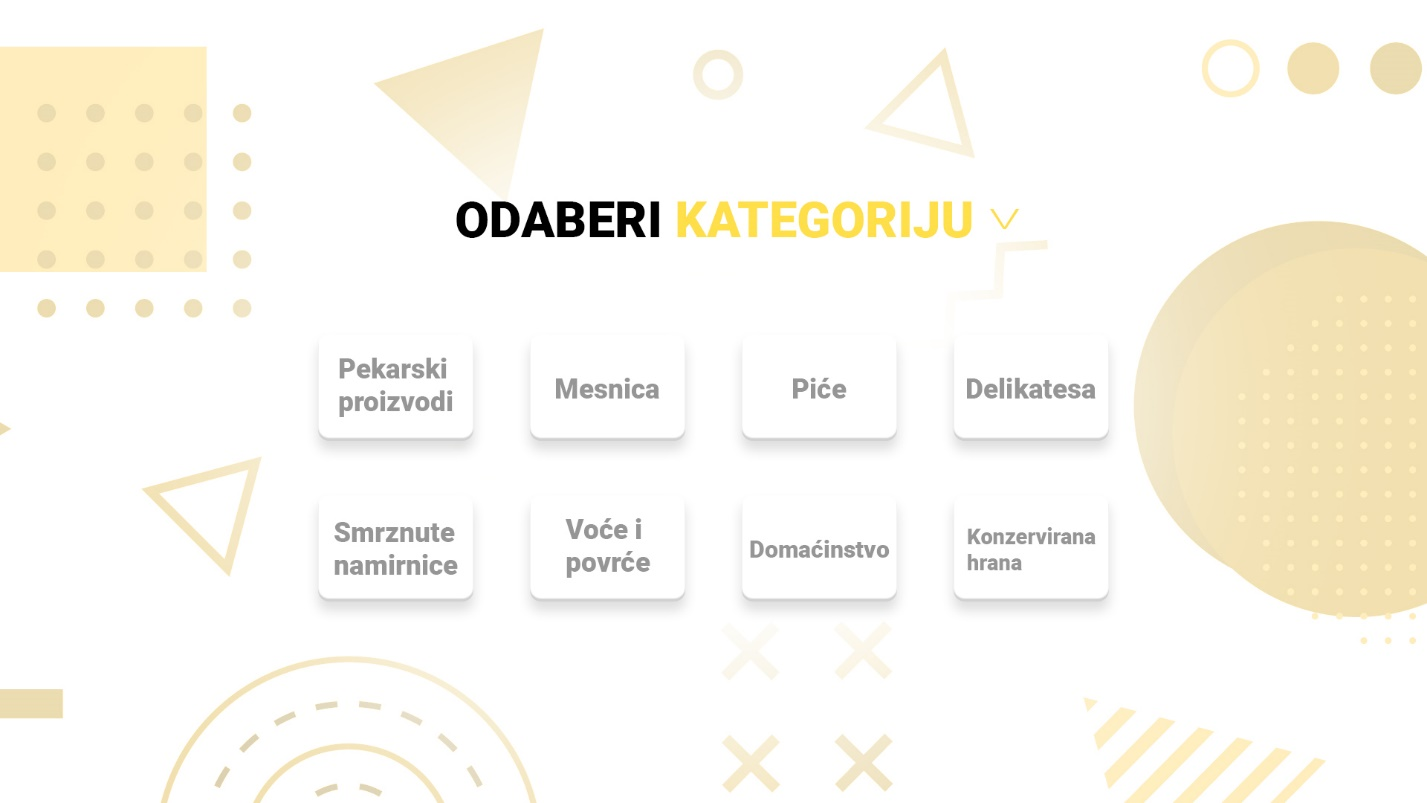 ODABERI KATEGORIJU
Pekarski
proizvodi
Mesnica
Piće
Delikatesa
Smrznute
namirnice
Voće i
povrće
Domaćinstvo
Konzervirana
hrana